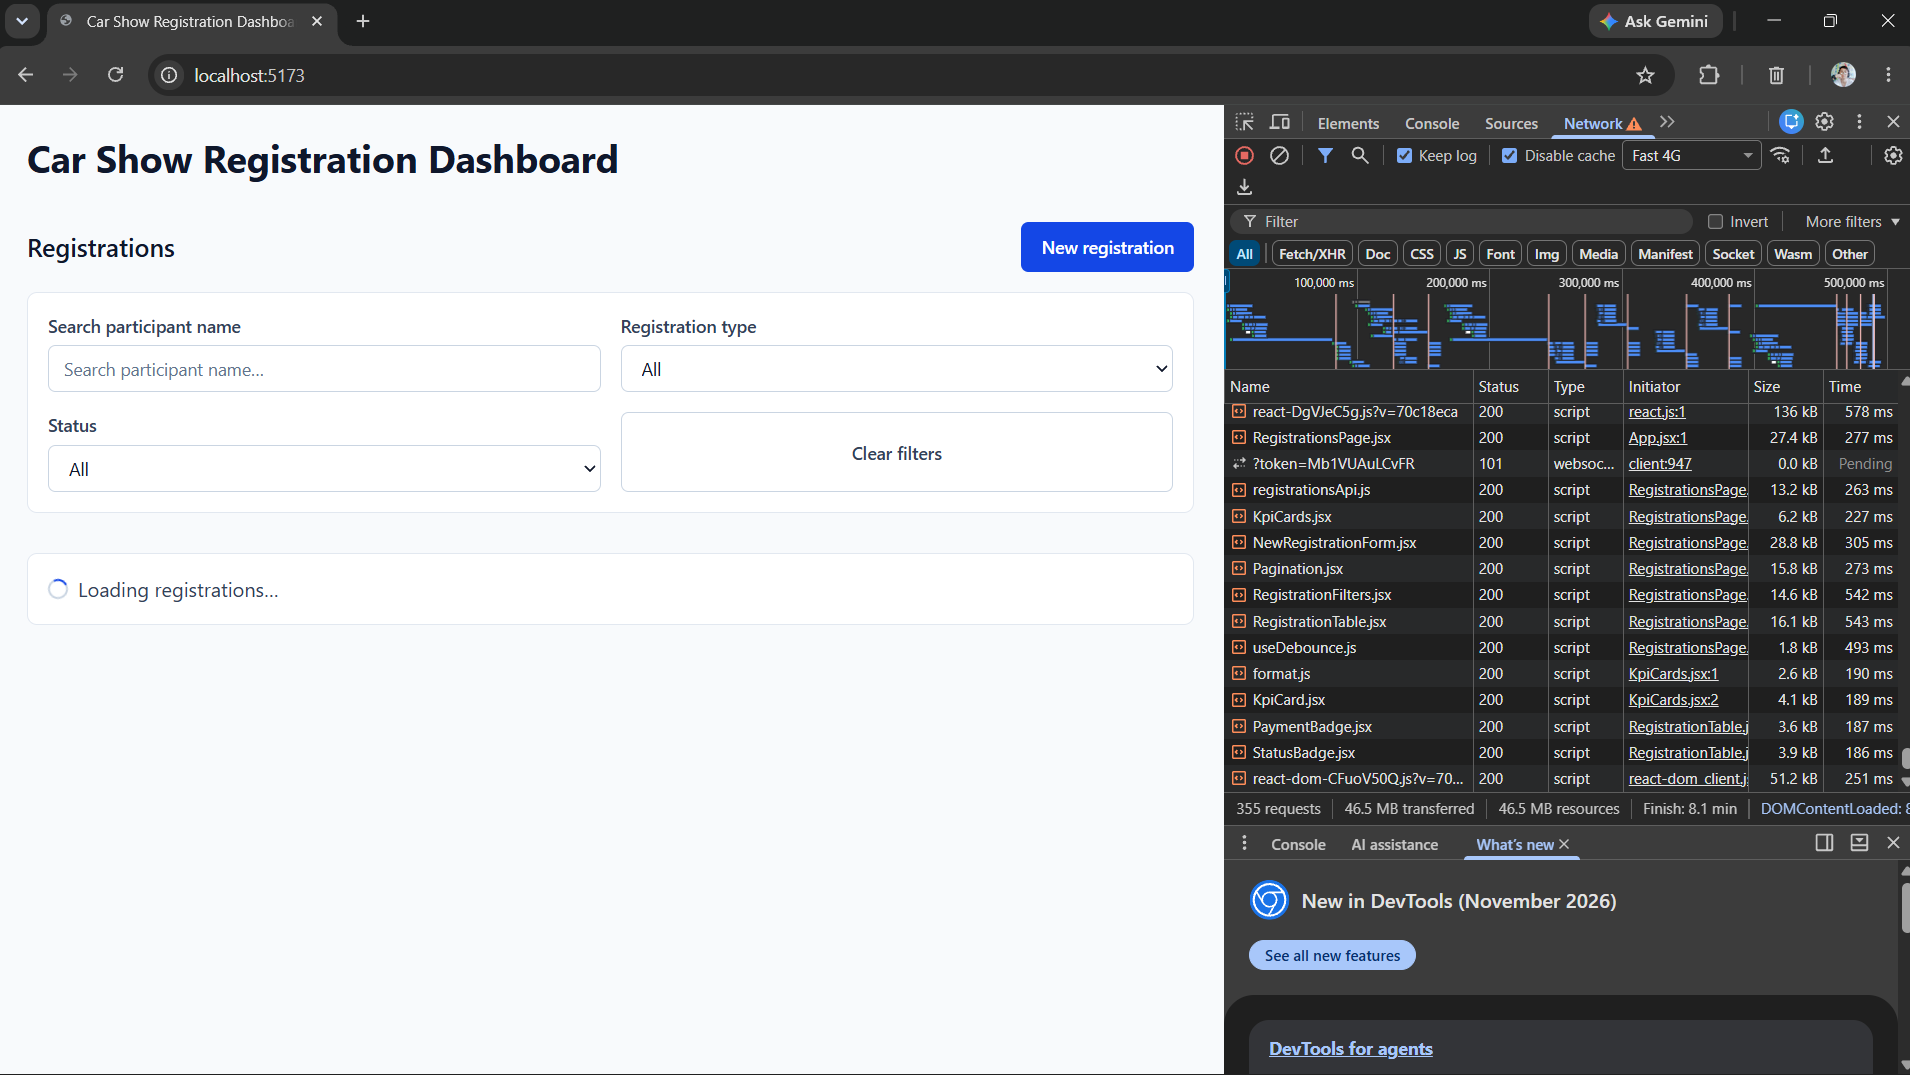 Car Show Registration Dashboa
Ask Gemini
localhost:5173
Car Show Registration Dashboard
Registrations
New registration
Search participant name
Search participant name...
Registration type
All
Status
All
Clear filters
Loading registrations...
Elements Console Sources Network
Keep log Disable cache Fast 4G
Filter Invert More filters
All Fetch/XHR Doc CSS JS Font Img Media Manifest Socket Wasm Other
100,000 ms 200,000 ms 300,000 ms 400,000 ms 500,000 ms
Name Status Type Initiator Size Time
react-DgVJeC5g.js?v=70c18eca 200 script react.js:1 136 kB 578 ms
RegistrationsPage.jsx 200 script App.jsx:1 27.4 kB 277 ms
?token=Mb1VUAuLCvFR 101 websoc... client:947 0.0 kB Pending
registrationsApi.js 200 script RegistrationsPage. 13.2 kB 263 ms
KpiCards.jsx 200 script RegistrationsPage. 6.2 kB 227 ms
NewRegistrationForm.jsx 200 script RegistrationsPage. 28.8 kB 305 ms
Pagination.jsx 200 script RegistrationsPage. 15.8 kB 273 ms
RegistrationFilters.jsx 200 script RegistrationsPage. 14.6 kB 542 ms
RegistrationTable.jsx 200 script RegistrationsPage. 16.1 kB 543 ms
useDebounce.js 200 script RegistrationsPage. 1.8 kB 493 ms
format.js 200 script KpiCards.jsx:1 2.6 kB 190 ms
KpiCard.jsx 200 script KpiCards.jsx:2 4.1 kB 189 ms
PaymentBadge.jsx 200 script RegistrationTable.j 3.6 kB 187 ms
StatusBadge.jsx 200 script RegistrationTable.j 3.9 kB 186 ms
react-dom-CFuoV50Q.js?v=70... 200 script react-dom_client.j 51.2 kB 251 ms
355 requests 46.5 MB transferred 46.5 MB resources Finish: 8.1 min DOMContentLoaded: 8
Console AI assistance What's new
New in DevTools (November 2026)
See all new features
DevTools for agents